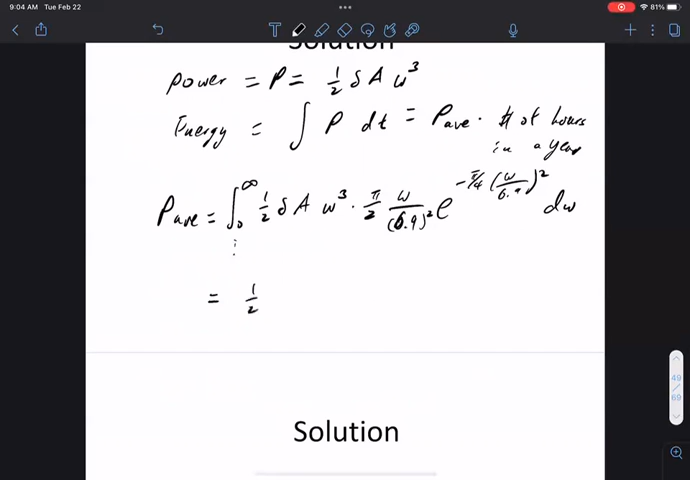 9:04 AM Tue Feb 22
81%
Solution
power = P = 1/2 δ A w³
Energy = ∫ P dt = Pave · # of hours
in a year
Pave = ∫₀^∞ 1/2 δ A w³ · π/2 w/(6.9)² e^(-π/4 (w/6.9)²) dw
⋮
= 1/2
49
/
69
Solution